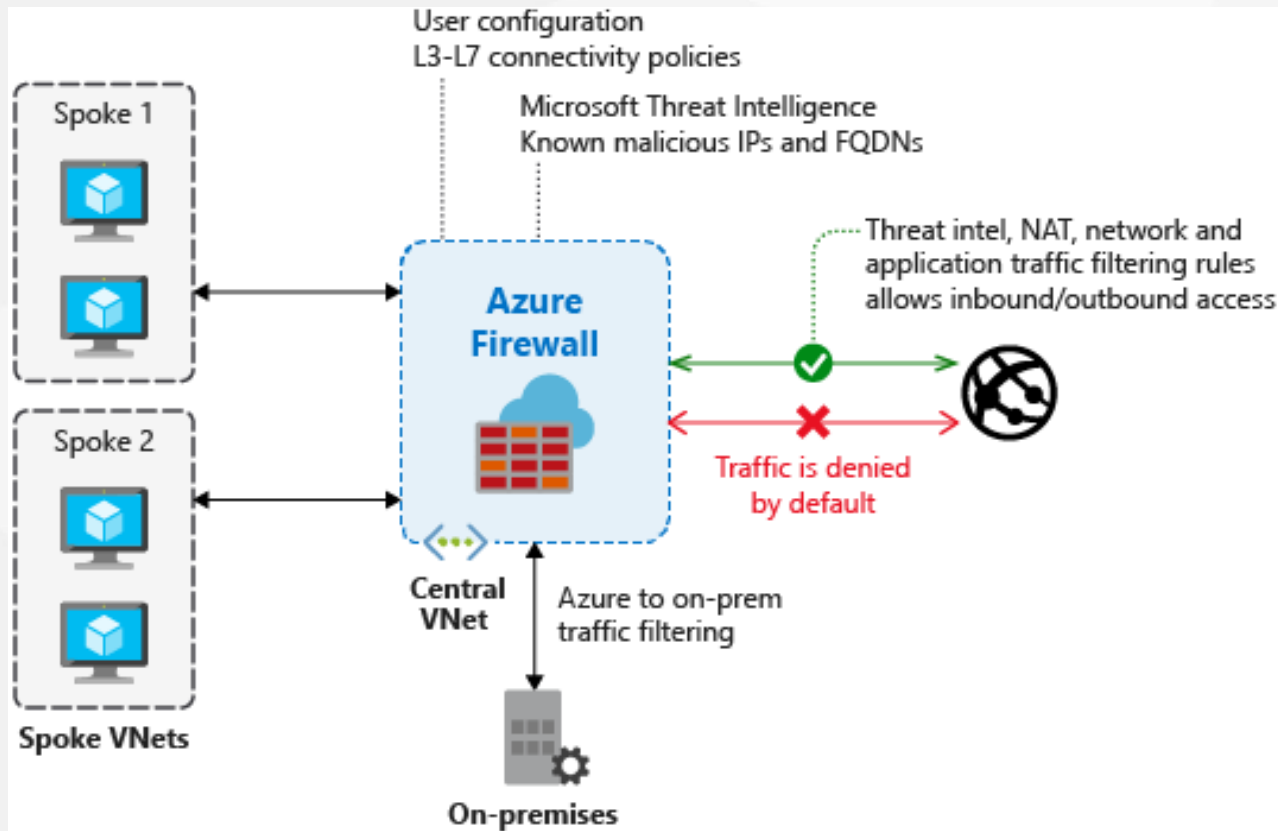 User configuration
L3-L7 connectivity policies
Microsoft Threat Intelligence
Known malicious IPs and FQDNs
Spoke 1
Threat intel, NAT, network and
application traffic filtering rules
allows inbound/outbound access
Azure
Firewall
Spoke 2
Traffic is denied
by default
Central
VNet
Azure to on-prem
traffic filtering
Spoke VNets
On-premises